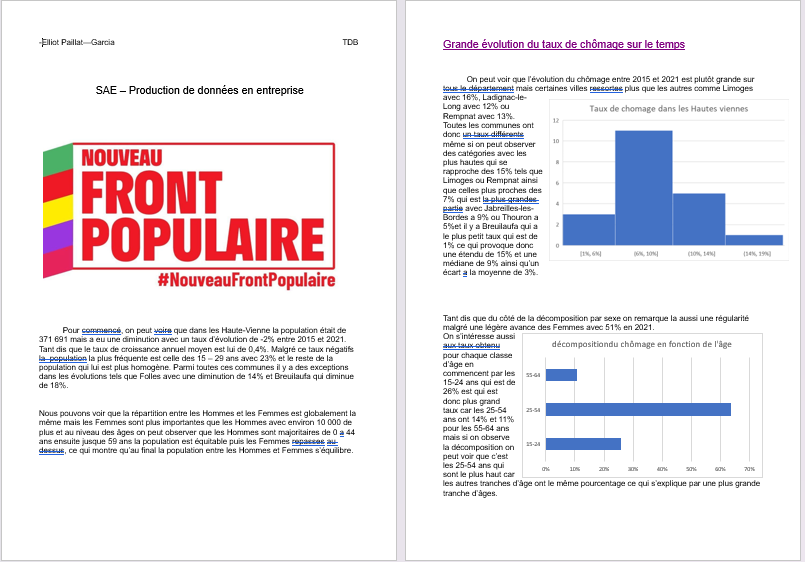 -Elliot Paillat—Garcia TDB
SAE – Production de données en entreprise
NOUVEAU
FRONT
POPULAIRE
#NouveauFrontPopulaire
Pour commencé, on peut voire que dans les Haute-Vienne la population était de
371 691 mais a eu une diminution avec un taux d'évolution de -2% entre 2015 et 2021.
Tant dis que le taux de croissance annuel moyen est lui de 0,4%. Malgré ce taux négatifs
la population la plus fréquente est celle des 15 – 29 ans avec 23% et le reste de la
population qui lui est plus homogène. Parmi toutes ces communes il y a des exceptions
dans les évolutions tels que Folles avec une diminution de 14% et Breuilaufa qui diminue
de 18%.
Nous pouvons voir que la répartition entre les Hommes et les Femmes est globalement la
même mais les Femmes sont plus importantes que les Hommes avec environ 10 000 de
plus et au niveau des âges on peut observer que les Hommes sont majoritaires de 0 a 44
ans ensuite jusque 59 ans la population est équitable puis les Femmes repasses au
dessus, ce qui montre qu'au final la population entre les Hommes et Femmes s'équilibre.
Grande évolution du taux de chômage sur le temps
On peut voir que l'évolution du chômage entre 2015 et 2021 est plutôt grande sur
tous le département mais certaines villes ressortes plus que les autres comme Limoges
avec 16%, Ladignac-le-
Long avec 12% ou
Rempnat avec 13%.
Toutes les communes ont
donc un taux différents
même si on peut observer
des catégories avec les
plus hautes qui se
rapproche des 15% tels que
Limoges ou Rempnat ainsi
que celles plus proches des
7% qui est la plus grandes
partie avec Jabreilles-les-
Bordes a 9% ou Thouron a
5%et il y a Breuilaufa qui a
le plus petit taux qui est de
1% ce qui provoque donc
une étendu de 15% et une
médiane de 9% ainsi qu'un
écart a la moyenne de 3%.
Taux de chomage dans les Hautes viennes
12
10
8
6
4
2
0
[1%, 6%] (6%, 10%] (10%, 14%] (14%, 19%]
Tant dis que du côté de la décomposition par sexe on remarque la aussi une régularité
malgré une légère avance des Femmes avec 51% en 2021.
On s'intéresse aussi
aux taux obtenu
pour chaque classe
d'âge en
commencent par les
15-24 ans qui est de
26% est qui est
donc plus grand
taux car les 25-54
ans ont 14% et 11%
pour les 55-64 ans
mais si on observe
la décomposition on
peut voir que c'est
les 25-54 ans qui
sont le plus haut car
les autres tranches d'âge ont le même pourcentage ce qui s'explique par une plus grande
tranche d'âges.
décompositiondu chômage en fonction de l'âge
55-64
25-54
15-24
0% 10% 20% 30% 40% 50% 60% 70%